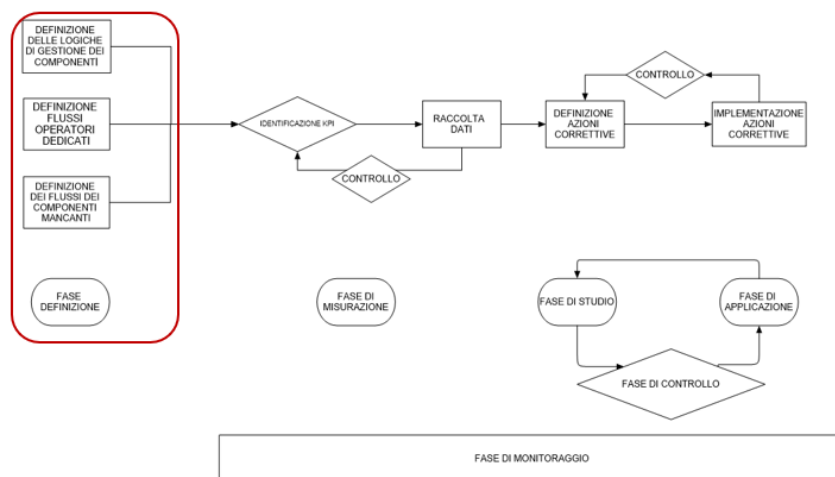 DEFINIZIONE
DELLE LOGICHE
DI GESTIONE DEI
COMPONENTI
DEFINIZIONE
FLUSSI
OPERATORI
DEDICATI
DEFINIZIONE
DEI FLUSSI DEI
COMPONENTI
MANCANTI
IDENTIFICAZIONE KPI
CONTROLLO
RACCOLTA
DATI
DEFINIZIONE
AZIONI
CORRETTIVE
CONTROLLO
IMPLEMENTAZIONE
AZIONI
CORRETTIVE
FASE
DEFINIZIONE
FASE DI
MISURAZIONE
FASE DI STUDIO
FASE DI
APPLICAZIONE
FASE DI CONTROLLO
FASE DI MONITORAGGIO